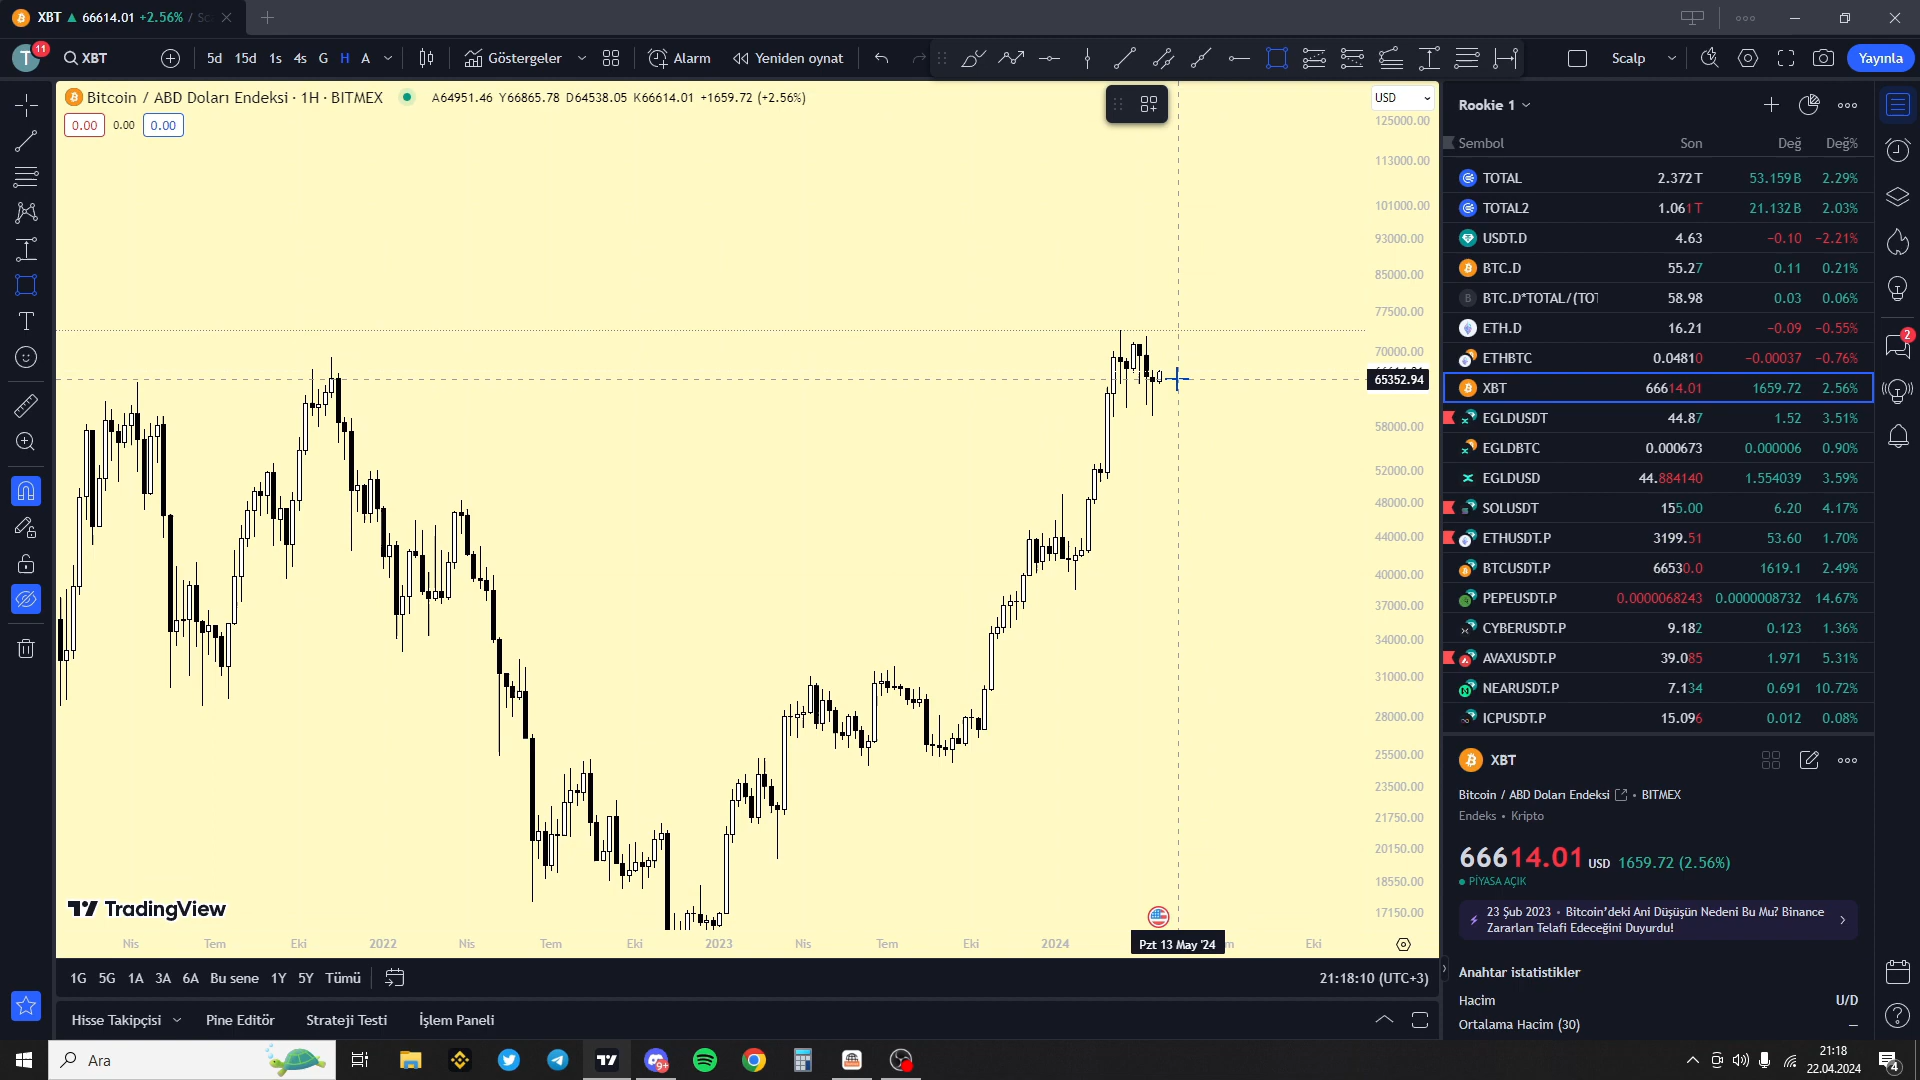 XBT ▲ 66614.01 +2.56% / Sc
T 11 XBT 5d 15d 1s 4s G H A Göstergeler Alarm Yeniden oynat Scalp Yayınla
Bitcoin / ABD Doları Endeksi · 1H · BITMEX A64951.46 Y66865.78 D64538.05 K66614.01 +1659.72 (+2.56%)
0.00 0.00 0.00
USD
125000.00
113000.00
101000.00
93000.00
85000.00
77500.00
70000.00
65352.94
58000.00
52000.00
48000.00
44000.00
40000.00
37000.00
34000.00
31000.00
28000.00
25500.00
23500.00
21750.00
20150.00
18550.00
17150.00
TradingView
Nis Tem Eki 2022 Nis Tem Eki 2023 Nis Tem Eki 2024 Pzt 13 May '24 Eki
1G 5G 1A 3A 6A Bu sene 1Y 5Y Tümü 21:18:10 (UTC+3)
Hisse Takipçisi Pine Editör Strateji Testi İşlem Paneli
Rookie 1
Sembol Son Değ Değ%
TOTAL 2.372T 53.159B 2.29%
TOTAL2 1.061T 21.132B 2.03%
USDT.D 4.63 −0.10 −2.21%
BTC.D 55.27 0.11 0.21%
BTC.D*TOTAL/(TOT 58.98 0.03 0.06%
ETH.D 16.21 −0.09 −0.55%
ETHBTC 0.04810 −0.00037 −0.76%
XBT 66614.01 1659.72 2.56%
EGLDUSDT 44.87 1.52 3.51%
EGLDBTC 0.000673 0.000006 0.90%
EGLDUSD 44.884140 1.554039 3.59%
SOLUSDT 155.00 6.20 4.17%
ETHUSDT.P 3199.51 53.60 1.70%
BTCUSDT.P 66530.0 1619.1 2.49%
PEPEUSDT.P 0.0000068243 0.0000008732 14.67%
CYBERUSDT.P 9.182 0.123 1.36%
AVAXUSDT.P 39.085 1.971 5.31%
NEARUSDT.P 7.134 0.691 10.72%
ICPUSDT.P 15.096 0.012 0.08%
XBT
Bitcoin / ABD Doları Endeksi • BITMEX
Endeks • Kripto
66614.01 USD 1659.72 (2.56%)
PİYASA AÇIK
23 Şub 2023 • Bitcoin'deki Ani Düşüşün Nedeni Bu Mu? Binance
Zararları Telafi Edeceğini Duyurdu!
Anahtar istatistikler
Hacim U/D
Ortalama Hacim (30) —
2
Ara
9+
21:18
22.04.2024
4